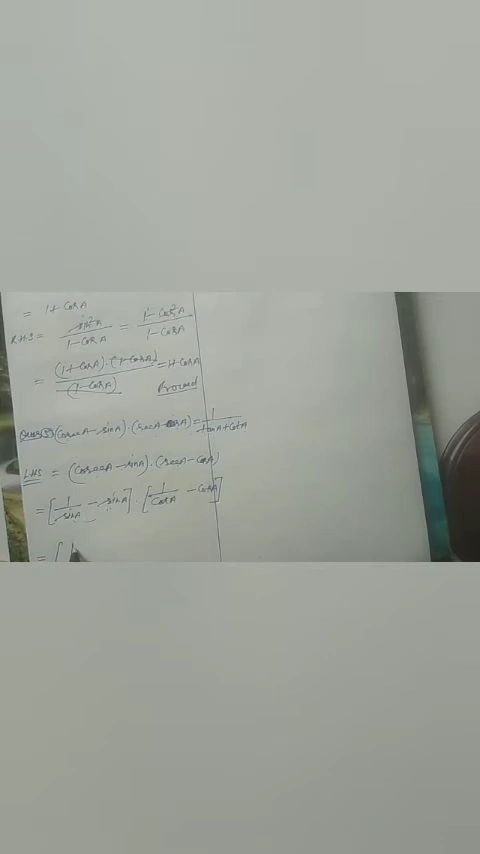 = 1+ CosA
R.H.S = sin²A / 1- CosA = 1- Cos²A / 1- CosA
= (1+ CosA).(1- CosA) / (1- CosA) = 1+ CosA
Proved
Ques (CosecA - sinA).(secA - CosA) = 1 / tanA + CotA
LHS = (CosecA - sinA).(secA - CosA)
= [1 / sinA - sinA] . [1 / CosA - CosA]
= [